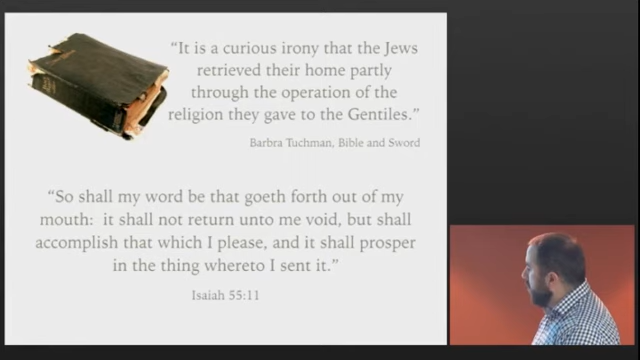 “It is a curious irony that the Jews
retrieved their home partly
through the operation of the
religion they gave to the Gentiles.”
Barbra Tuchman, Bible and Sword
“So shall my word be that goeth forth out of my
mouth:  it shall not return unto me void, but shall
accomplish that which I please, and it shall prosper
in the thing whereto I sent it.”
Isaiah 55:11